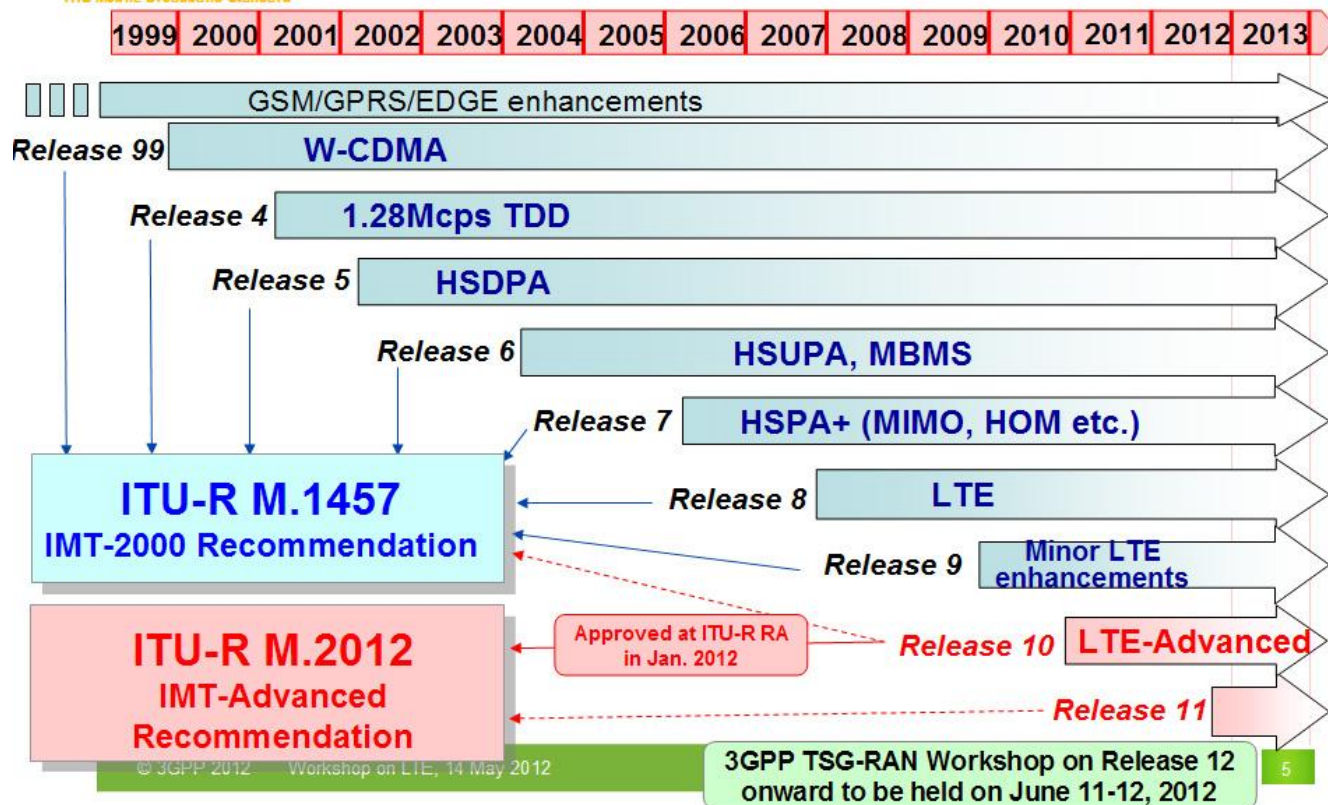 1999 2000 2001 2002 2003 2004 2005 2006 2007 2008 2009 2010 2011 2012 2013
GSM/GPRS/EDGE enhancements
Release 99
W-CDMA
Release 4
1.28Mcps TDD
Release 5
HSDPA
Release 6
HSUPA, MBMS
Release 7
HSPA+ (MIMO, HOM etc.)
ITU-R M.1457
IMT-2000 Recommendation
Release 8
LTE
Release 9
Minor LTE
enhancements
ITU-R M.2012
IMT-Advanced
Recommendation
Approved at ITU-R RA
in Jan. 2012
Release 10
LTE-Advanced
Release 11
© 3GPP 2012 Workshop on LTE, 14 May 2012
3GPP TSG-RAN Workshop on Release 12
onward to be held on June 11-12, 2012
5